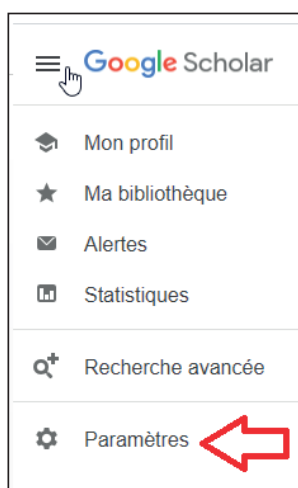 Google Scholar
Mon profil
Ma bibliothèque
Alertes
Statistiques
Recherche avancée
Paramètres